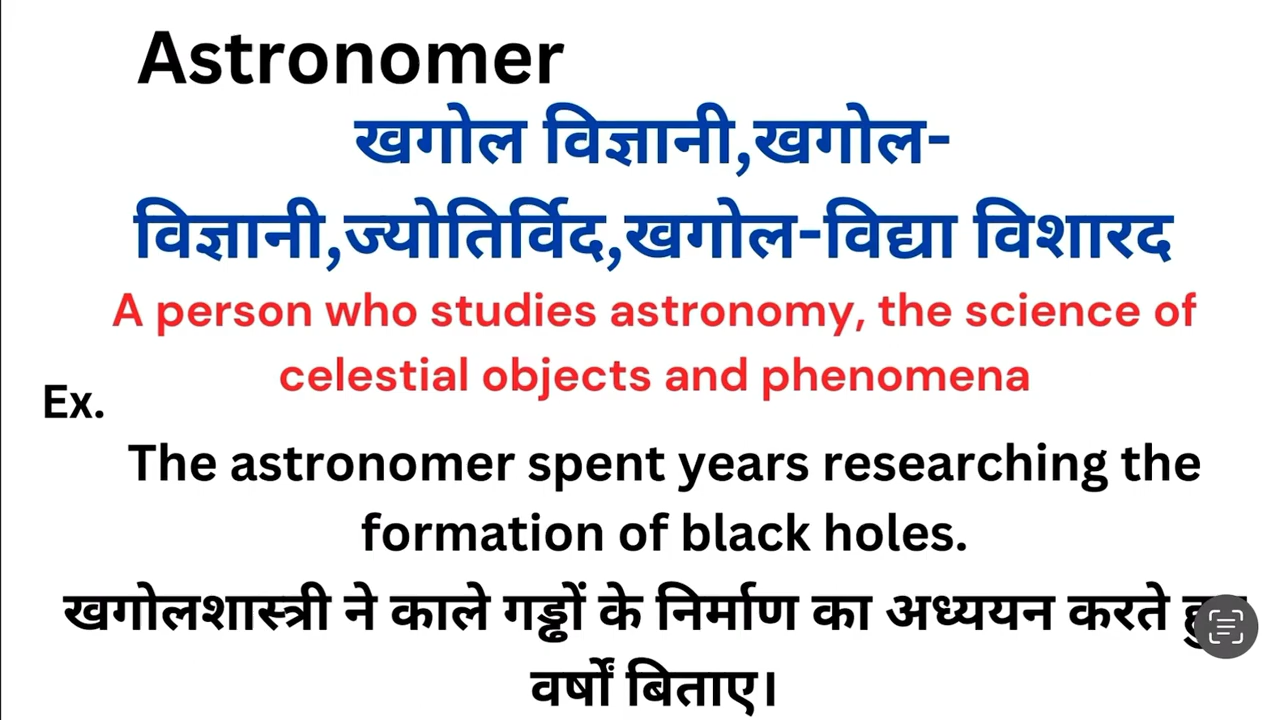 Astronomer
खगोल विज्ञानी,खगोल-
विज्ञानी,ज्योतिर्विद,खगोल-विद्या विशारद
A person who studies astronomy, the science of
celestial objects and phenomena
Ex.
The astronomer spent years researching the
formation of black holes.
खगोलशास्त्री ने काले गड्ढों के निर्माण का अध्ययन करते
वर्षों बिताए।